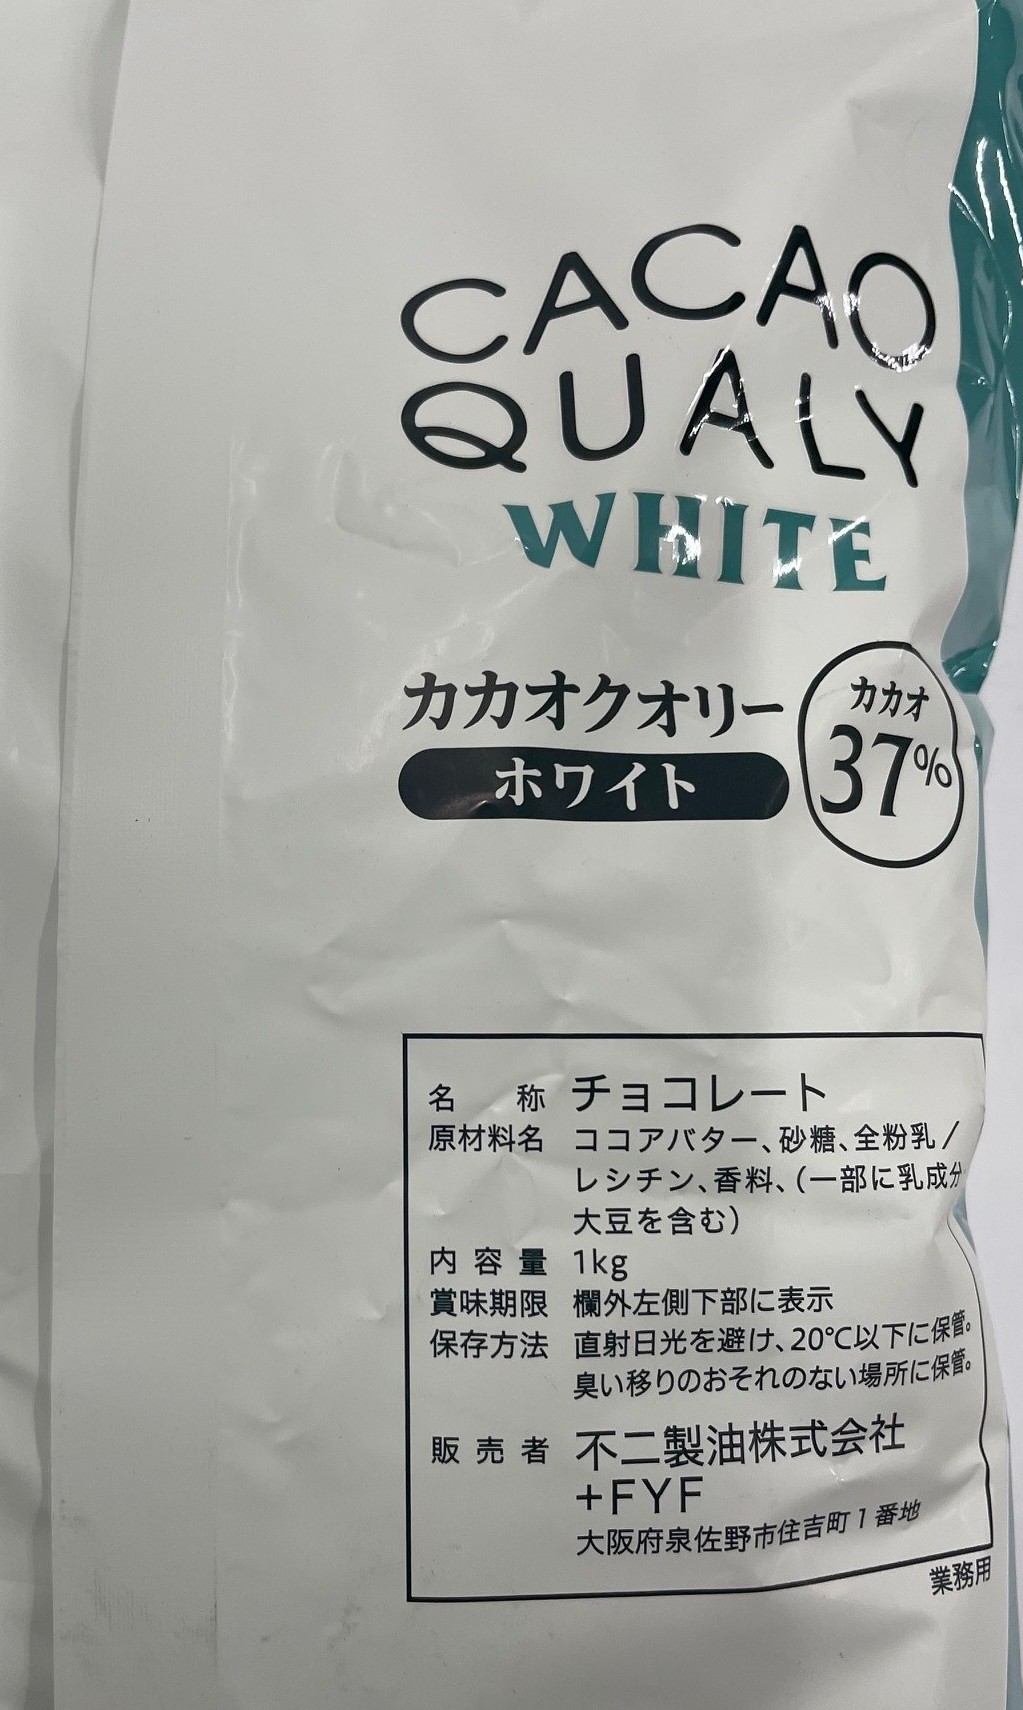 CACAO
QUALY
WHITE
カカオクオリー
ホワイト
カカオ
37%
名称 チョコレート
原材料名 ココアバター、砂糖、全粉乳／
レシチン、香料、（一部に乳成分
大豆を含む）
内容量 1kg
賞味期限 欄外左側下部に表示
保存方法 直射日光を避け、20℃以下に保管。
臭い移りのおそれのない場所に保管。
販売者 不二製油株式会社
+FYF
大阪府泉佐野市住吉町1番地
業務用